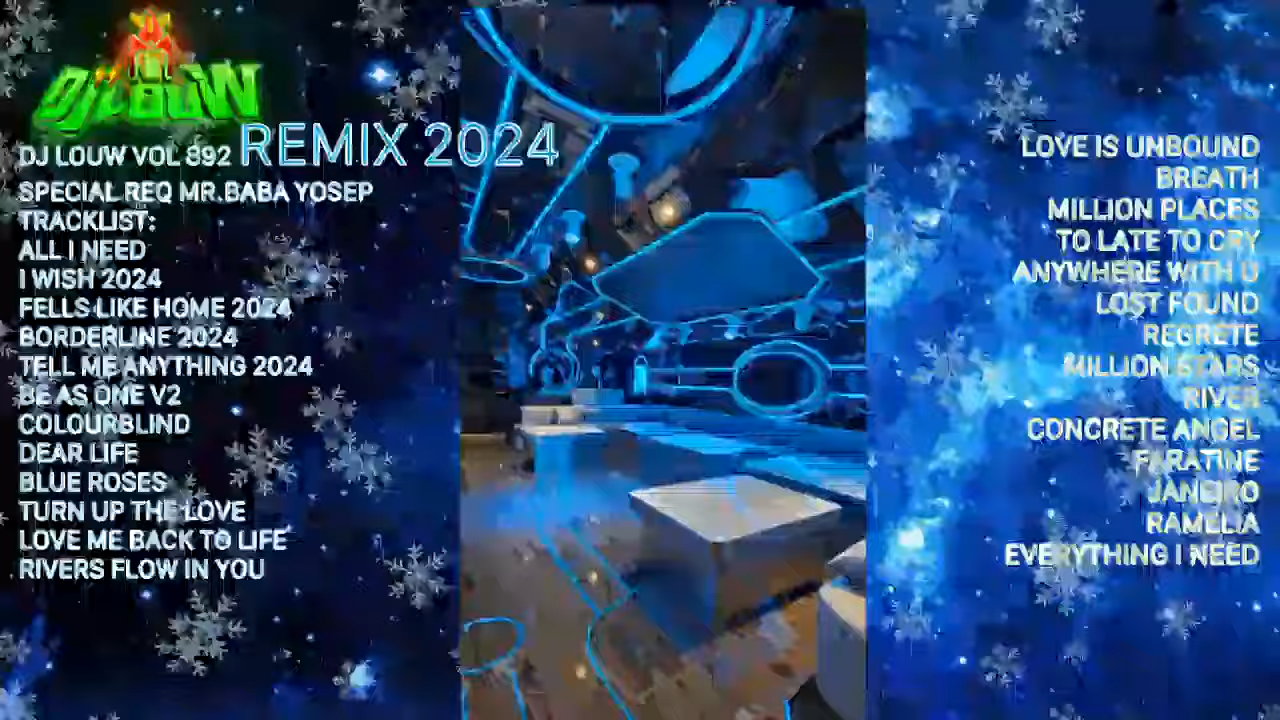 DJ LOUW
DJ LOUW VOL 892 REMIX 2024
SPECIAL REQ MR.BABA YOSEP
TRACKLIST:
ALL I NEED
I WISH 2024
FELLS LIKE HOME 2024
BORDERLINE 2024
TELL ME ANYTHING 2024
BE AS ONE V2
COLOURBLIND
DEAR LIFE
BLUE ROSES
TURN UP THE LOVE
LOVE ME BACK TO LIFE
RIVERS FLOW IN YOU
LOVE IS UNBOUND
BREATH
MILLION PLACES
TO LATE TO CRY
ANYWHERE WITH U
LOST FOUND
REGRETE
MILLION STARS
RIVER
CONCRETE ANGEL
FARATINE
JANEIRO
RAMELIA
EVERYTHING I NEED